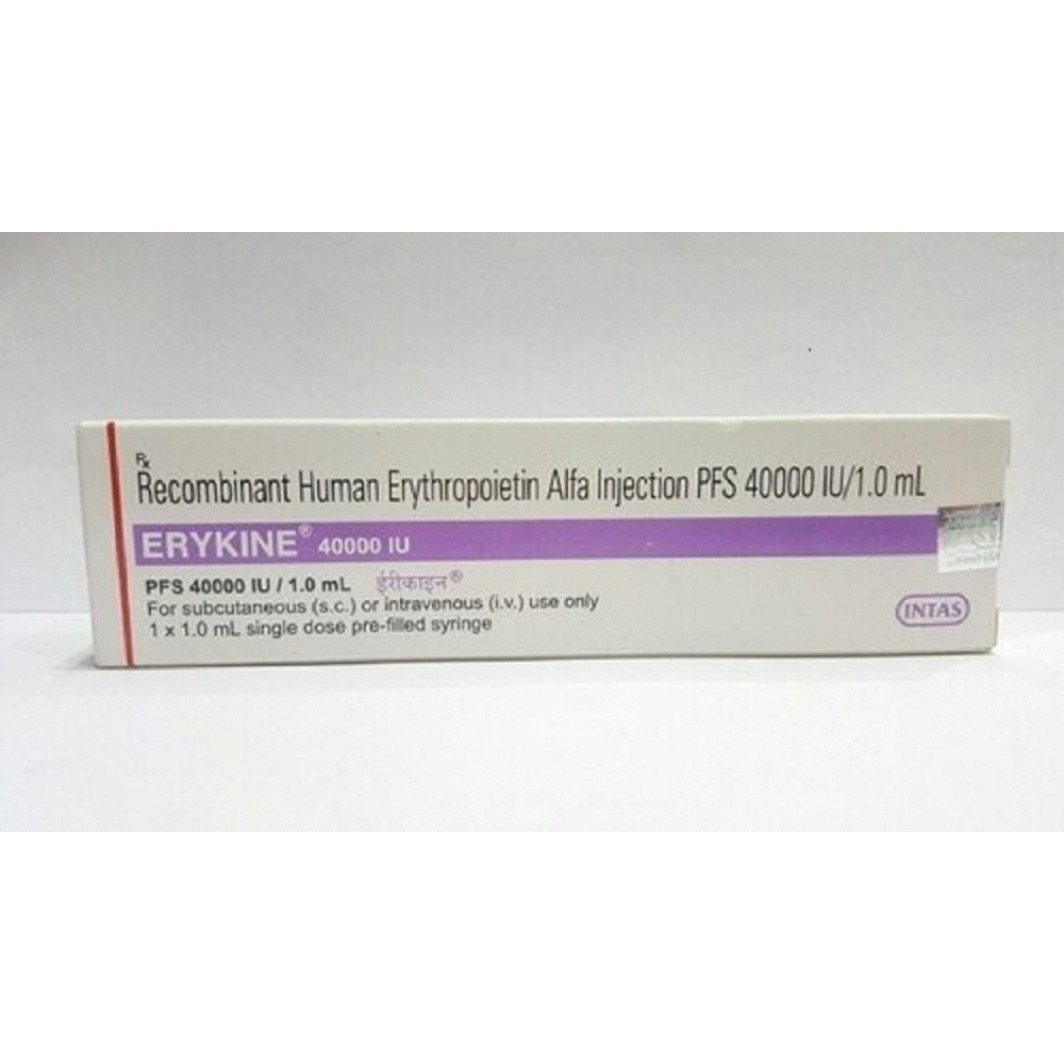 Rx
Recombinant Human Erythropoietin Alfa Injection PFS 40000 IU/1.0 mL
ERYKINE® 40000 IU
PFS 40000 IU / 1.0 mL ईरीकाइन®
For subcutaneous (s.c.) or intravenous (i.v.) use only
1 x 1.0 mL single dose pre-filled syringe
INTAS